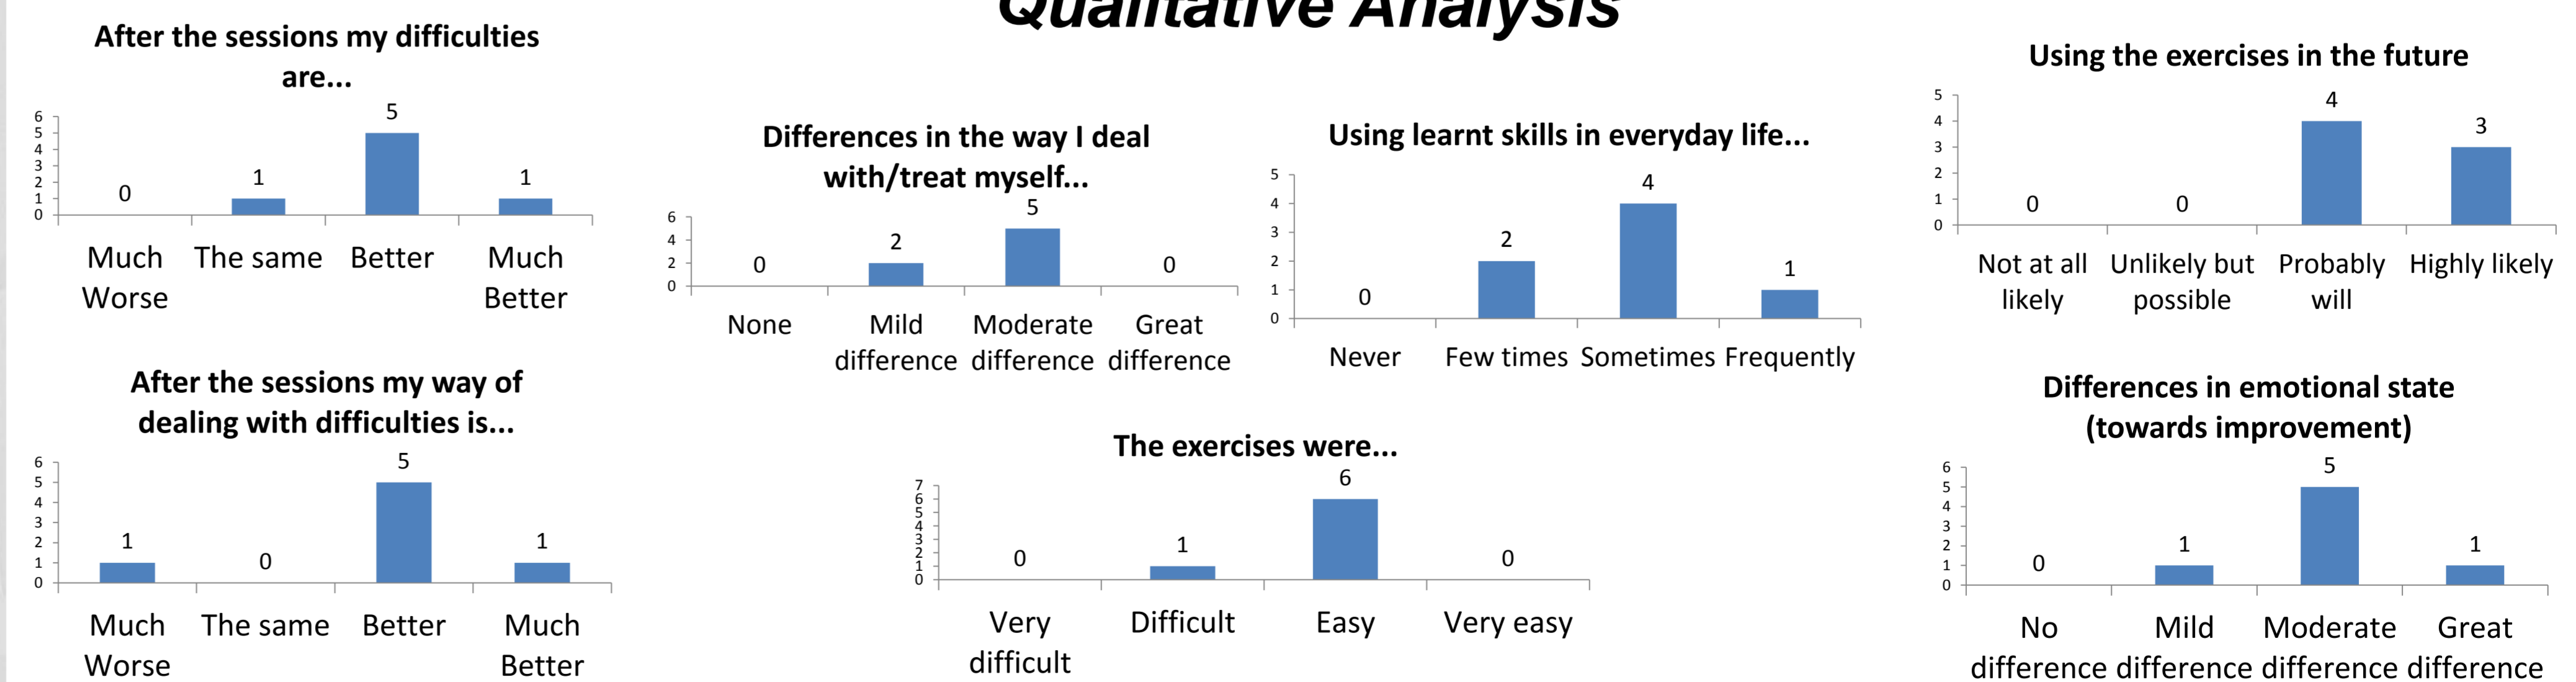 Qualitative Analysis
After the sessions my difficulties
are...
6
5
4
3
2
1
0
0
1
5
1
Much
Worse
The same
Better
Much
Better
Differences in the way I deal
with/treat myself...
6
4
2
0
0
2
5
0
None
Mild
difference
Moderate
difference
Great
difference
Using learnt skills in everyday life...
5
4
3
2
1
0
0
2
4
1
Never
Few times
Sometimes
Frequently
Using the exercises in the future
5
4
3
2
1
0
0
0
4
3
Not at all
likely
Unlikely but
possible
Probably
will
Highly likely
After the sessions my way of
dealing with difficulties is...
6
5
4
3
2
1
0
1
0
5
1
Much
Worse
The same
Better
Much
Better
The exercises were...
7
6
5
4
3
2
1
0
0
1
6
0
Very
difficult
Difficult
Easy
Very easy
Differences in emotional state
(towards improvement)
6
5
4
3
2
1
0
0
1
5
1
No
difference
Mild
difference
Moderate
difference
Great
difference